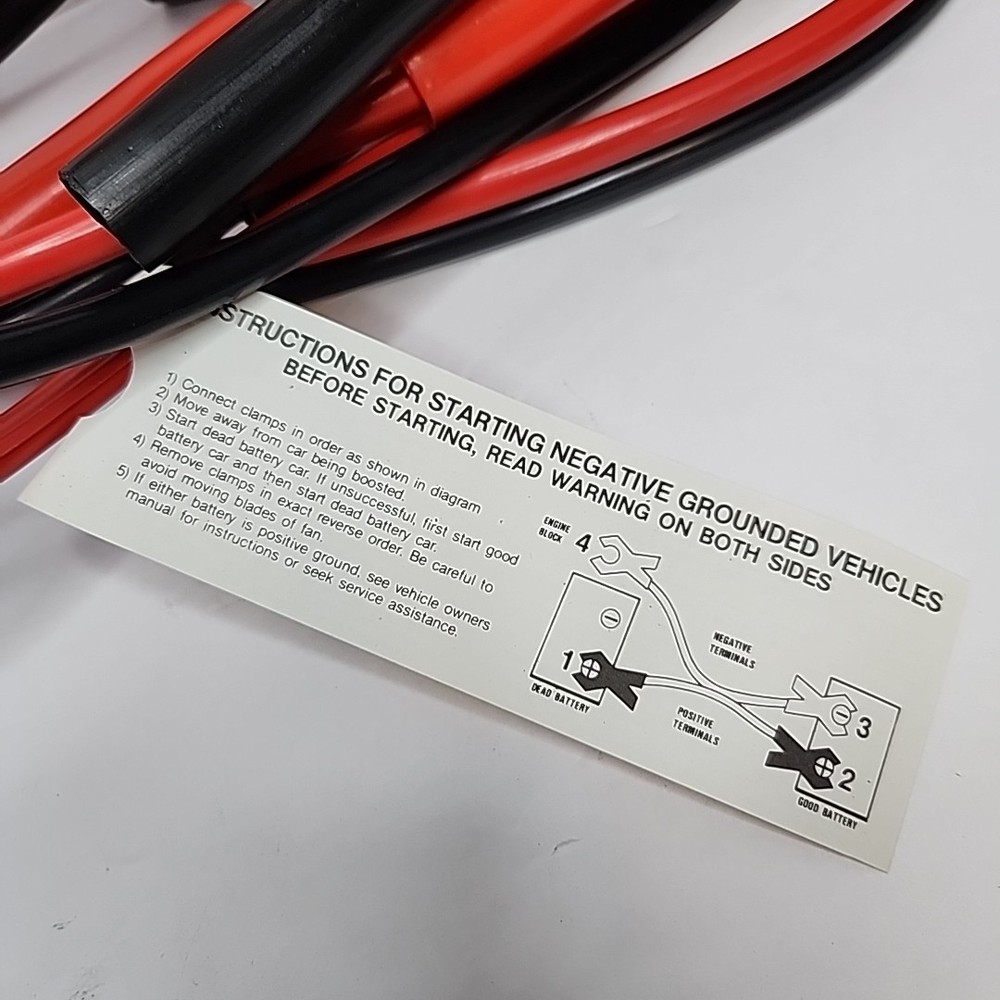 INSTRUCTIONS FOR STARTING NEGATIVE GROUNDED VEHICLES
BEFORE STARTING, READ WARNING ON BOTH SIDES
1) Connect clamps in order as shown in diagram
2) Move away from car being boosted.
3) Start dead battery car. If unsuccessful, first start good
battery car and then start dead battery car.
4) Remove clamps in exact reverse order. Be careful to
avoid moving blades of fan.
5) If either battery is positive ground, see vehicle owners
manual for instructions or seek service assistance.
ENGINE
BLOCK
4
NEGATIVE
TERMINALS
1
DEAD BATTERY
POSITIVE
TERMINALS
3
2
GOOD BATTERY